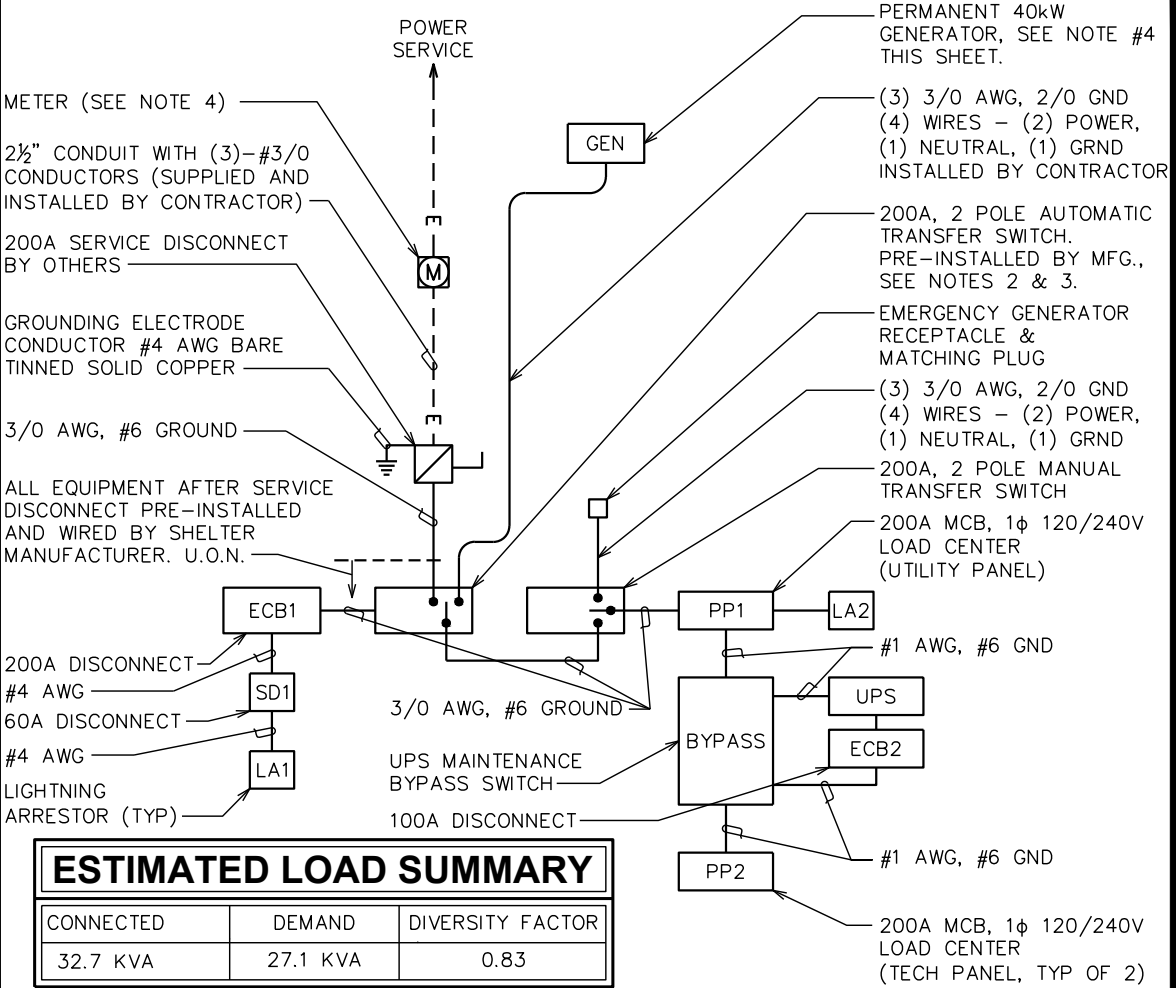 POWER
SERVICE
METER (SEE NOTE 4)
2½" CONDUIT WITH (3)-#3/0
CONDUCTORS (SUPPLIED AND
INSTALLED BY CONTRACTOR)
200A SERVICE DISCONNECT
BY OTHERS
GROUNDING ELECTRODE
CONDUCTOR #4 AWG BARE
TINNED SOLID COPPER
3/0 AWG, #6 GROUND
ALL EQUIPMENT AFTER SERVICE
DISCONNECT PRE-INSTALLED
AND WIRED BY SHELTER
MANUFACTURER. U.O.N.
M
GEN
PERMANENT 40kW
GENERATOR, SEE NOTE #4
THIS SHEET.
(3) 3/0 AWG, 2/0 GND
(4) WIRES - (2) POWER,
(1) NEUTRAL, (1) GRND
INSTALLED BY CONTRACTOR
200A, 2 POLE AUTOMATIC
TRANSFER SWITCH.
PRE-INSTALLED BY MFG.,
SEE NOTES 2 & 3.
EMERGENCY GENERATOR
RECEPTACLE &
MATCHING PLUG
(3) 3/0 AWG, 2/0 GND
(4) WIRES - (2) POWER,
(1) NEUTRAL, (1) GRND
200A, 2 POLE MANUAL
TRANSFER SWITCH
200A MCB, 1ϕ 120/240V
LOAD CENTER
(UTILITY PANEL)
ECB1
PP1
LA2
200A DISCONNECT
#4 AWG
SD1
60A DISCONNECT
#4 AWG
LA1
LIGHTNING
ARRESTOR (TYP)
3/0 AWG, #6 GROUND
UPS MAINTENANCE
BYPASS SWITCH
100A DISCONNECT
#1 AWG, #6 GND
UPS
BYPASS
ECB2
#1 AWG, #6 GND
PP2
200A MCB, 1ϕ 120/240V
LOAD CENTER
(TECH PANEL, TYP OF 2)
ESTIMATED LOAD SUMMARY
CONNECTED DEMAND DIVERSITY FACTOR
32.7 KVA 27.1 KVA 0.83